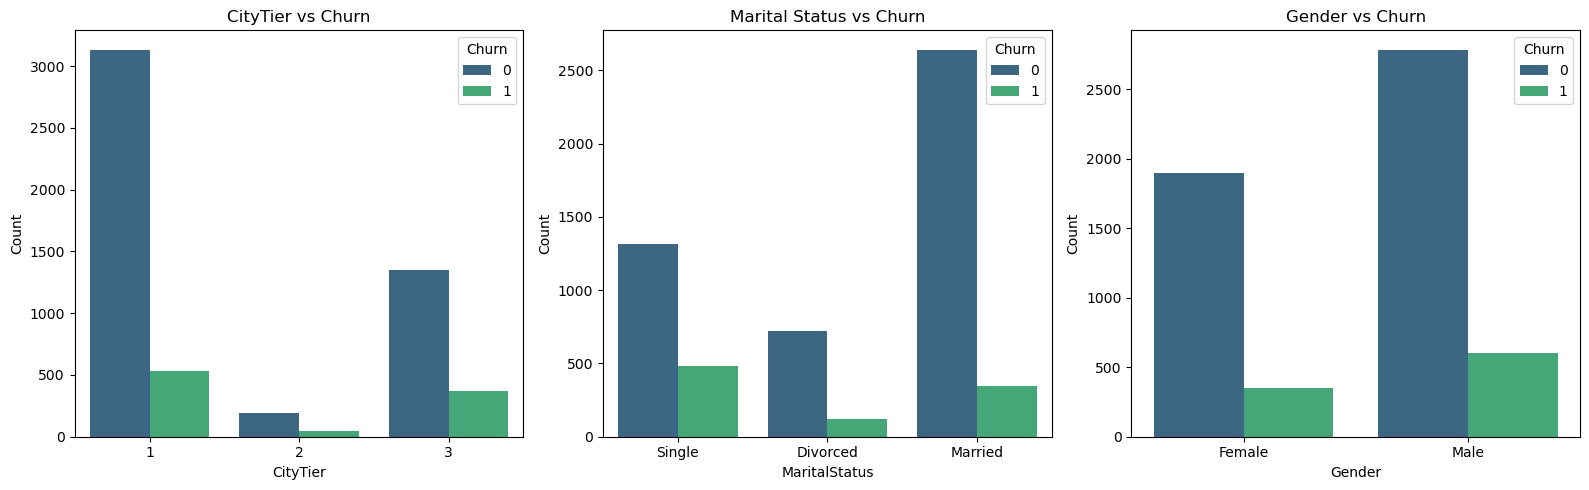 CityTier vs Churn
Churn
0
1
3000
2500
2000
1500
1000
500
0
Count
1 2 3
CityTier
Marital Status vs Churn
Churn
0
1
2500
2000
1500
1000
500
0
Count
Single Divorced Married
MaritalStatus
Gender vs Churn
Churn
0
1
2500
2000
1500
1000
500
0
Count
Female Male
Gender